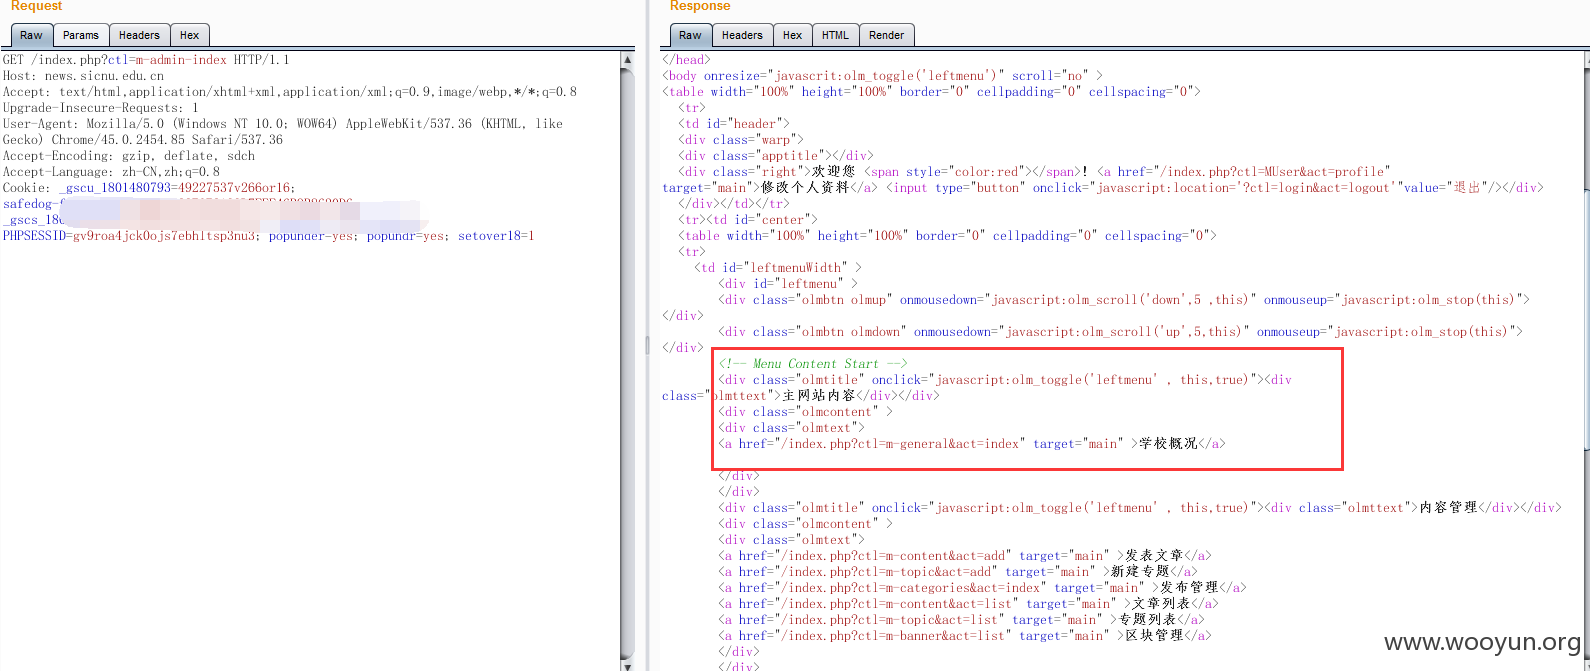 Request
Raw Params Headers Hex
GET /index.php?ctl=m-admin-index HTTP/1.1
Host: news.sicnu.edu.cn
Accept: text/html,application/xhtml+xml,application/xml;q=0.9,image/webp,*/*;q=0.8
Upgrade-Insecure-Requests: 1
User-Agent: Mozilla/5.0 (Windows NT 10.0; WOW64) AppleWebKit/537.36 (KHTML, like
Gecko) Chrome/45.0.2454.85 Safari/537.36
Accept-Encoding: gzip, deflate, sdch
Accept-Language: zh-CN,zh;q=0.8
Cookie: _gscu_1801480793=49227537v266or16;
PHPSESSID=gv9roa4jck0ojs7ebhltsp3nu3; popunder=yes; popundr=yes; setover18=1
Response
Raw Headers Hex HTML Render
</head>
<body onresize="javascrit:olm_toggle('leftmenu')" scroll="no" >
<table width="100%" height="100%" border="0" cellpadding="0" cellspacing="0">
<tr>
<td id="header">
<div class="warp">
<div class="apptitle"></div>
<div class="right">欢迎您 <span style="color:red"></span>! <a href="/index.php?ctl=MUser&act=profile"
target="main">修改个人资料</a> <input type="button" onclick="javascript:location='?ctl=login&act=logout'"value="退出"/></div>
</div></td></tr>
<tr><td id="center">
<table width="100%" height="100%" border="0" cellpadding="0" cellspacing="0">
<tr>
<td id="leftmenuWidth" >
<div id="leftmenu" >
<div class="olmbtn olmup" onmousedown="javascript:olm_scroll('down',5 ,this)" onmouseup="javascript:olm_stop(this)">
</div>
<div class="olmbtn olmdown" onmousedown="javascript:olm_scroll('up',5,this)" onmouseup="javascript:olm_stop(this)">
</div>
<!-- Menu Content Start -->
<div class="olmtitle" onclick="javascript:olm_toggle('leftmenu' , this,true)"><div
class="olmttext">主网站内容</div></div>
<div class="olmcontent" >
<div class="olmtext">
<a href="/index.php?ctl=m-general&act=index" target="main" >学校概况</a>
</div>
</div>
<div class="olmtitle" onclick="javascript:olm_toggle('leftmenu' , this,true)"><div class="olmttext">内容管理</div></div>
<div class="olmcontent" >
<div class="olmtext">
<a href="/index.php?ctl=m-content&act=add" target="main" >发表文章</a>
<a href="/index.php?ctl=m-topic&act=add" target="main" >新建专题</a>
<a href="/index.php?ctl=m-categories&act=index" target="main" >发布管理</a>
<a href="/index.php?ctl=m-content&act=list" target="main" >文章列表</a>
<a href="/index.php?ctl=m-topic&act=list" target="main" >专题列表</a>
<a href="/index.php?ctl=m-banner&act=list" target="main" >区块管理</a>
</div>
</div>
www.wooyun.org